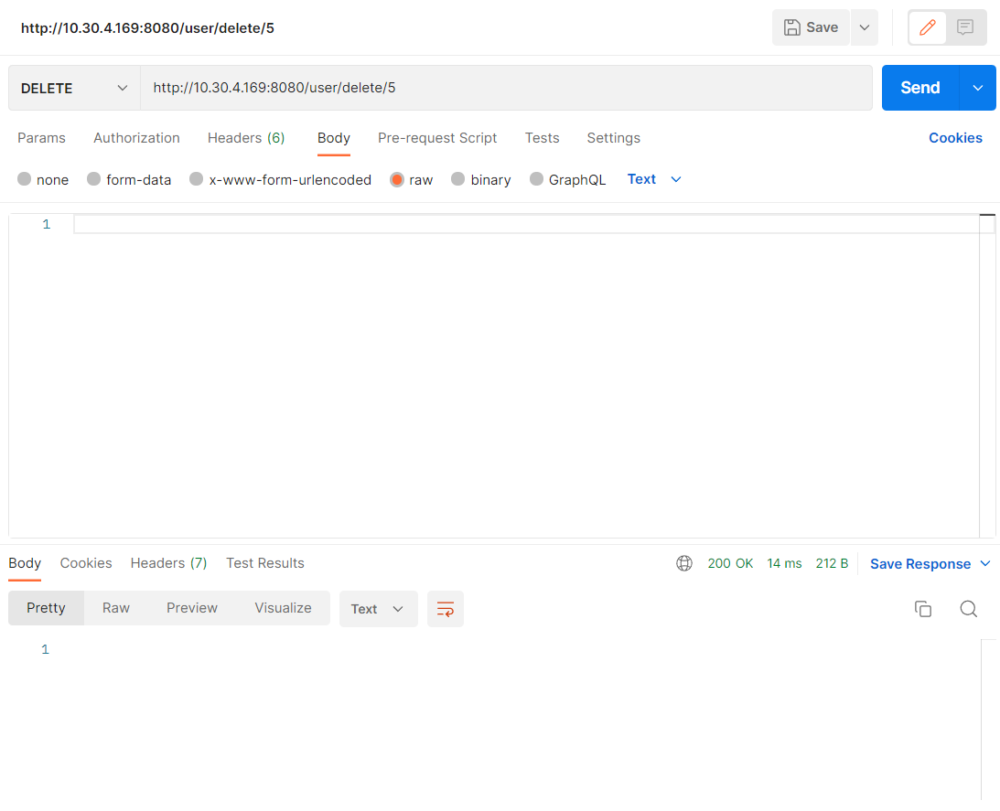 http://10.30.4.169:8080/user/delete/5 Save
DELETE http://10.30.4.169:8080/user/delete/5 Send
Params Authorization Headers (6) Body Pre-request Script Tests Settings Cookies
none form-data x-www-form-urlencoded raw binary GraphQL Text
1
Body Cookies Headers (7) Test Results 200 OK 14 ms 212 B Save Response
Pretty Raw Preview Visualize Text
1